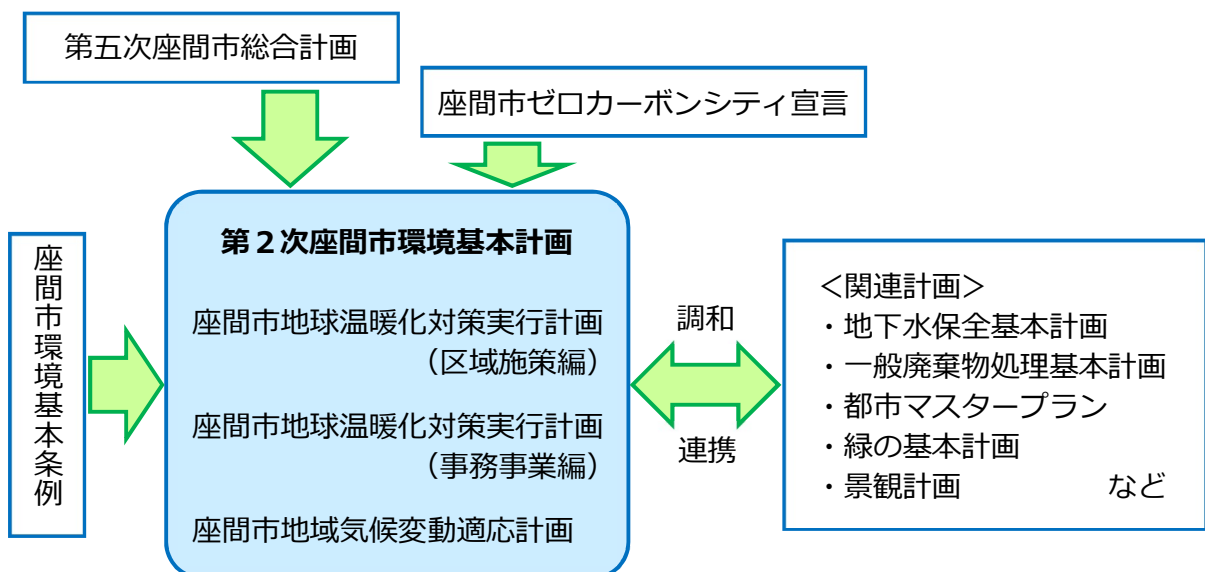 第五次座間市総合計画
座間市ゼロカーボンシティ宣言
座間市環境基本条例
第２次座間市環境基本計画
座間市地球温暖化対策実行計画
（区域施策編）
座間市地球温暖化対策実行計画
（事務事業編）
座間市地域気候変動適応計画
調和
連携
＜関連計画＞
・地下水保全基本計画
・一般廃棄物処理基本計画
・都市マスタープラン
・緑の基本計画
・景観計画　　　　など